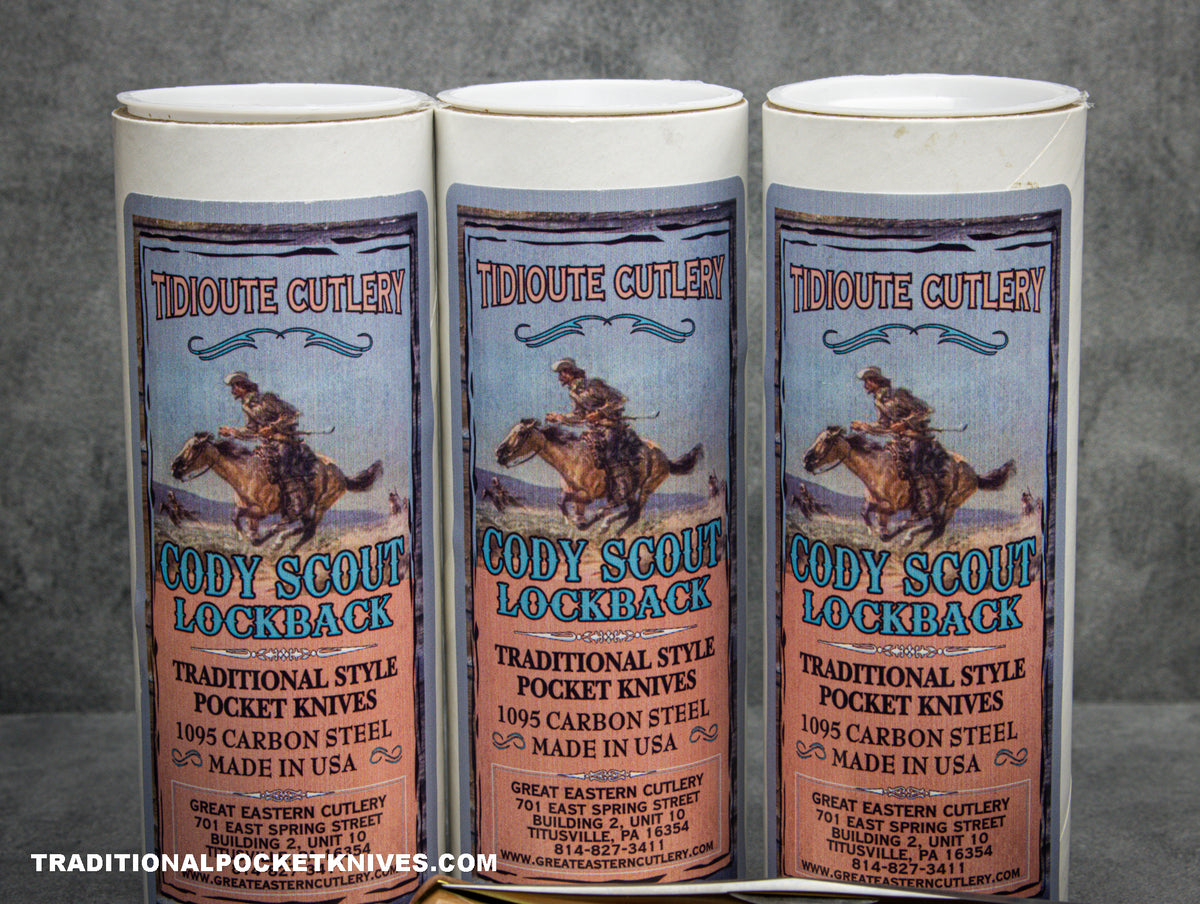 TIDIOUTE CUTLERY
CODY SCOUT
LOCKBACK
TRADITIONAL STYLE
POCKET KNIVES
1095 CARBON STEEL
MADE IN USA
GREAT EASTERN CUTLERY
701 EAST SPRING STREET
BUILDING 2, UNIT 10
TITUSVILLE, PA 16354
814-827-3411
WWW.GREATEASTERNCUTLERY.COM
TIDIOUTE CUTLERY
CODY SCOUT
LOCKBACK
TRADITIONAL STYLE
POCKET KNIVES
1095 CARBON STEEL
MADE IN USA
GREAT EASTERN CUTLERY
701 EAST SPRING STREET
BUILDING 2, UNIT 10
TITUSVILLE, PA 16354
814-827-3411
WWW.GREATEASTERNCUTLERY.COM
TIDIOUTE CUTLERY
CODY SCOUT
LOCKBACK
TRADITIONAL STYLE
POCKET KNIVES
1095 CARBON STEEL
MADE IN USA
GREAT EASTERN CUTLERY
701 EAST SPRING STREET
BUILDING 2, UNIT 10
TITUSVILLE, PA 16354
814-827-3411
WWW.GREATEASTERNCUTLERY.COM
TRADITIONALPOCKETKNIVES.COM